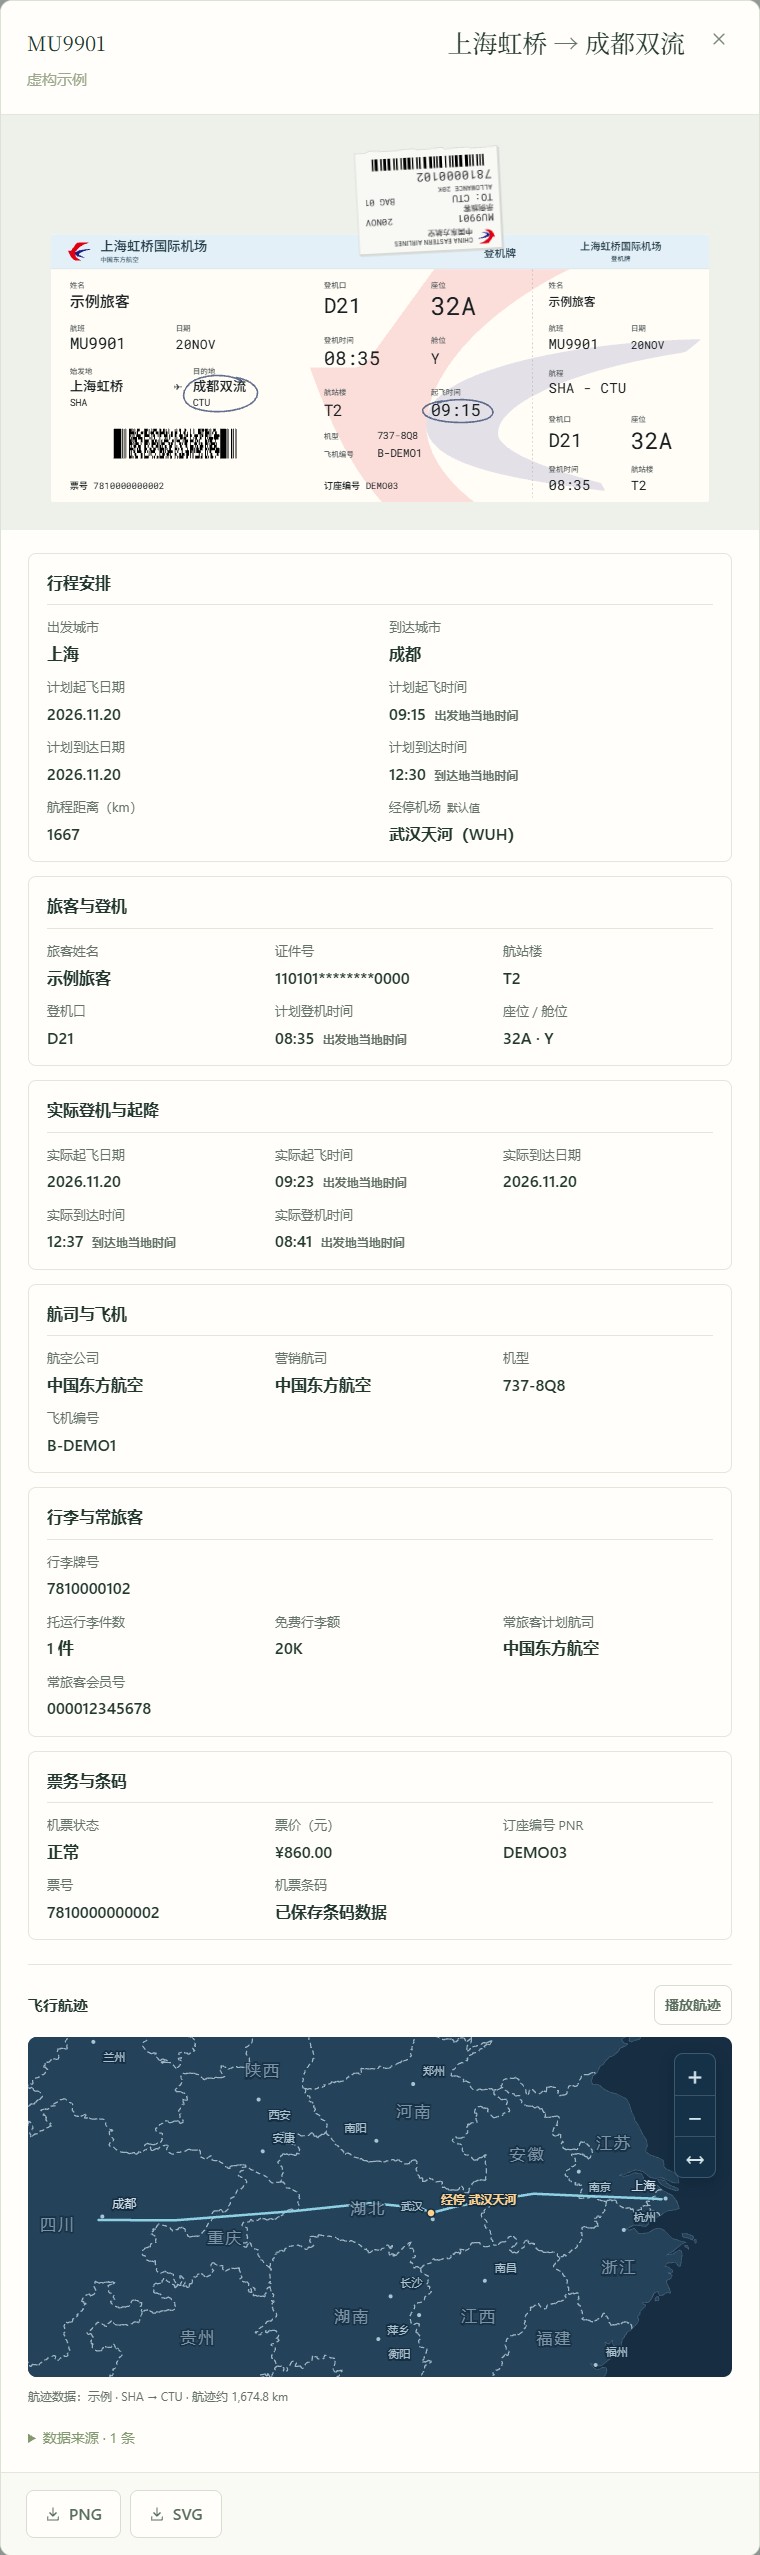 MU9901
上海虹桥 → 成都双流
虚构示例
7810000102
ALLOWANCE 20K
TO: CTU BAG 01
示例旅客
MU9901 20NOV
中国东方航空
CHINA EASTERN AIRLINES
上海虹桥国际机场
中国东方航空
登机牌
上海虹桥国际机场
登机牌
姓名
示例旅客
航班 日期
MU9901 20NOV
始发地 目的地
上海虹桥 ✈ 成都双流
SHA CTU
票号 7810000000002
登机口 座位
D21 32A
登机时间 舱位
08:35 Y
航站楼 起飞时间
T2 09:15
机型 737-8Q8
飞机编号 B-DEMO1
订座编号 DEMO03
姓名
示例旅客
航班 日期
MU9901 20NOV
航程
SHA - CTU
登机口 座位
D21 32A
登机时间 航站楼
08:35 T2
行程安排
出发城市 到达城市
上海 成都
计划起飞日期 计划起飞时间
2026.11.20 09:15 出发地当地时间
计划到达日期 计划到达时间
2026.11.20 12:30 到达地当地时间
航程距离（km） 经停机场 默认值
1667 武汉天河（WUH）
旅客与登机
旅客姓名 证件号 航站楼
示例旅客 110101********0000 T2
登机口 计划登机时间 座位 / 舱位
D21 08:35 出发地当地时间 32A · Y
实际登机与起降
实际起飞日期 实际起飞时间 实际到达日期
2026.11.20 09:23 出发地当地时间 2026.11.20
实际到达时间 实际登机时间
12:37 到达地当地时间 08:41 出发地当地时间
航司与飞机
航空公司 营销航司 机型
中国东方航空 中国东方航空 737-8Q8
飞机编号
B-DEMO1
行李与常旅客
行李牌号
7810000102
托运行李件数 免费行李额 常旅客计划航司
1 件 20K 中国东方航空
常旅客会员号
000012345678
票务与条码
机票状态 票价（元） 订座编号 PNR
正常 ¥860.00 DEMO03
票号 机票条码
7810000000002 已保存条码数据
飞行航迹 播放航迹
兰州
陕西
郑州
西安
河南
南阳
安康
安徽
江苏
成都
四川
重庆
湖北
武汉
经停 武汉天河
南京
上海
杭州
南昌
浙江
长沙
湖南
江西
萍乡
贵州
福建
衡阳
福州
+
−
↔
航迹数据：示例 · SHA → CTU · 航迹约 1,674.8 km
▶ 数据来源 · 1 条
PNG SVG